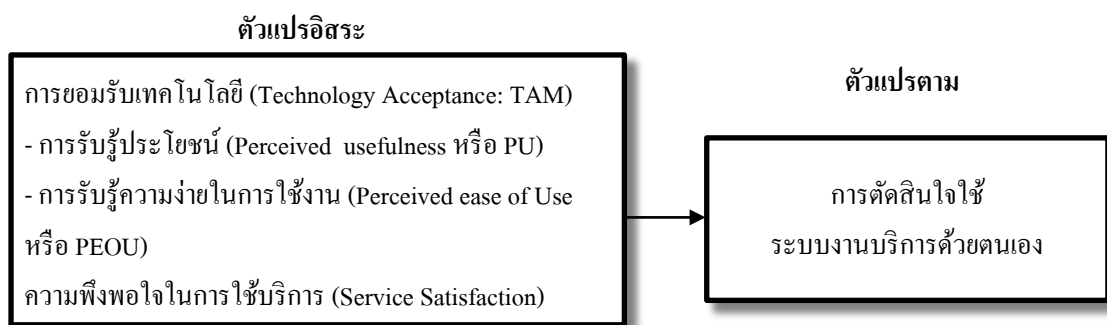 ตัวแปรอิสระ
การยอมรับเทคโนโลยี (Technology Acceptance: TAM)
- การรับรู้ประโยชน์ (Perceived usefulness หรือ PU)
- การรับรู้ความง่ายในการใช้งาน (Perceived ease of Use
หรือ PEOU)
ความพึงพอใจในการใช้บริการ (Service Satisfaction)
ตัวแปรตาม
การตัดสินใจใช้
ระบบงานบริการด้วยตนเอง